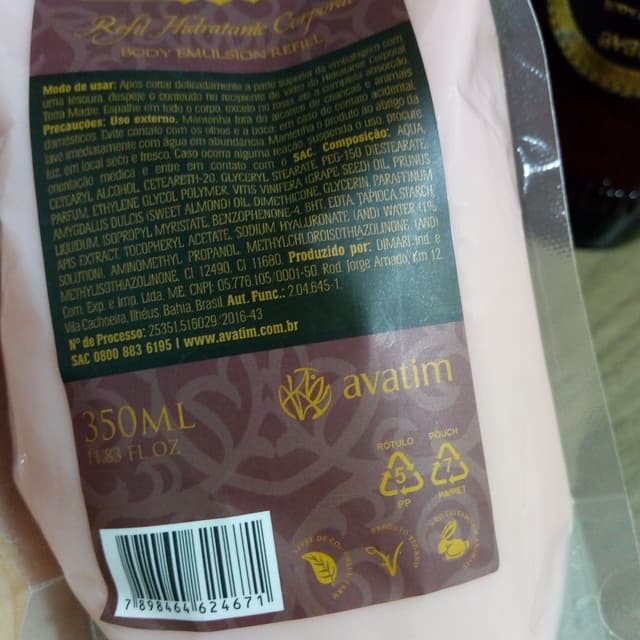 Refil Hidratante Corporal
BODY EMULSION REFILL
Modo de usar: Após cortar delicadamente a parte superior da embalagem com
uma tesoura, despeje o conteúdo no recipiente
Terra Madre. Espalhe em todo o corpo, exceto no rosto, até a completa absorção.
Precauções: Uso externo. Mantenha fora do alcance de crianças e animais
domésticos. Evite contato com os olhos e a boca; em caso de contato acidental,
lave imediatamente com água em abundância. Mantenha o produto ao abrigo da
luz, em local seco e fresco. Caso ocorra alguma irritação, suspenda o uso, procure
orientação médica e entre em contato com o SAC. Composição: AQUA,
CETEARYL ALCOHOL, CETEARETH-20, GLYCERYL STEARATE, PEG-150 DISTEARATE,
PARFUM, ETHYLENE GLYCOL POLYMER, VITIS VINIFERA (GRAPE SEED) OIL, PRUNUS
AMYGDALUS DULCIS (SWEET ALMOND) OIL, DIMETHICONE, GLYCERIN, PARAFFINUM
LIQUIDUM, ISOPROPYL MYRISTATE, BENZOPHENONE-4, BHT, EDTA, TAPIOCA STARCH,
APIS EXTRACT, TOCOPHERYL ACETATE, SODIUM HYALURONATE (AND) WATER (1%
SOLUTION), AMINOMETHYL PROPANOL, METHYLCHLOROISOTHIAZOLINONE (AND)
METHYLISOTHIAZOLINONE, CI 12490, CI 11680. Produzido por: DIMARI, Ind. e
Com. Exp. e Imp. Ltda. ME. CNPJ: 05.776.105/0001-50. Rod. Jorge Amado, Km 12,
Vila Cachoeira, Ilhéus, Bahia, Brasil. Aut. Func.: 2.04.645-1.
Nº de Processo: 25351.516029/2016-43
SAC 0800 883 6195 | www.avatim.com.br
350ML
11.83 FL.OZ
avatim
RÓTULO
5
PP
POUCH
7
PAPET
7 898464 624671